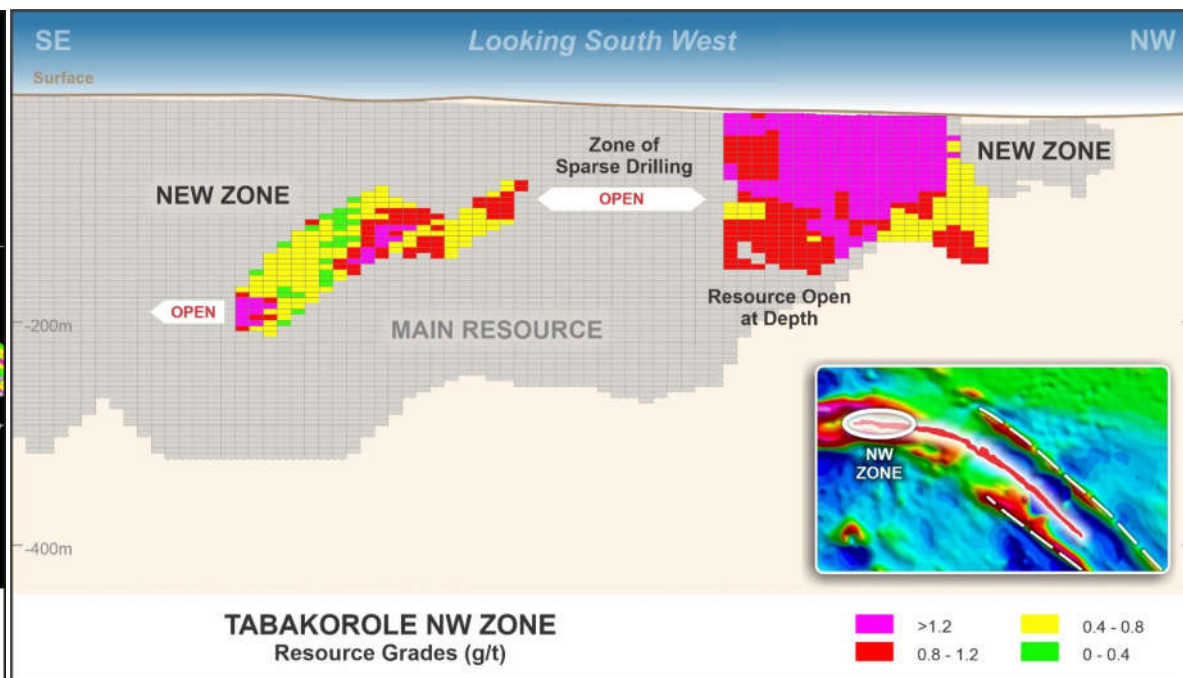 SE
Looking South West
NW
Surface
Zone of
Sparse Drilling
NEW ZONE
NEW ZONE
OPEN
OPEN
Resource Open
at Depth
-200m
MAIN RESOURCE
NW
ZONE
-400m
TABAKOROLE NW ZONE
Resource Grades (g/t)
>1.2
0.4 - 0.8
0.8 - 1.2
0 - 0.4